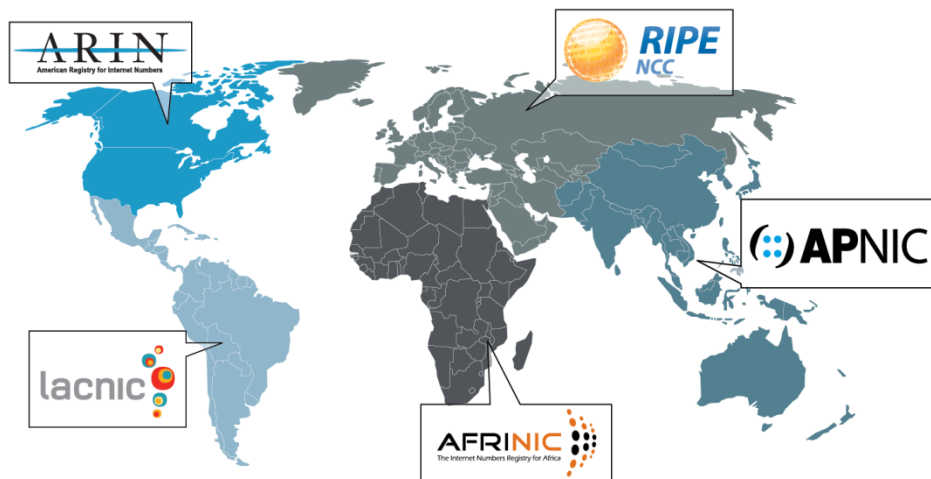 ARIN
American Registry for Internet Numbers
RIPE
NCC
APNIC
lacnic
AFRINIC
The Internet Numbers Registry for Africa